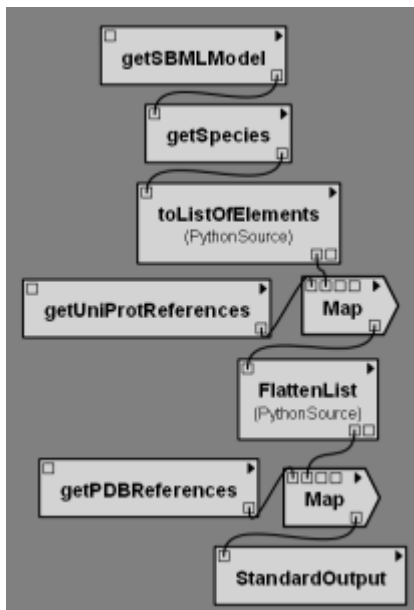 getSBMLModel
getSpecies
toListOfElements
(PythonSource)
getUniProtReferences
Map
FlattenList
(PythonSource)
getPDBReferences
Map
StandardOutput